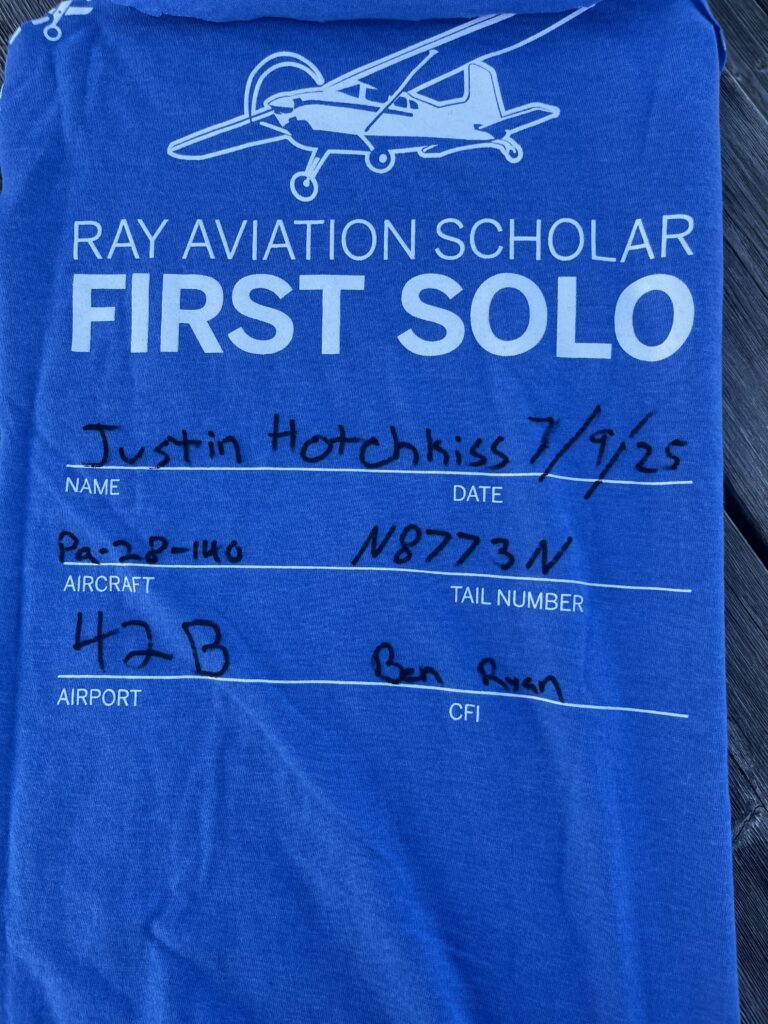 RAY AVIATION SCHOLAR
FIRST SOLO
Justin Hotchkiss 7/9/25
NAME DATE
Pa-28-140 N8773N
AIRCRAFT TAIL NUMBER
42B Ben Ryan
AIRPORT CFI